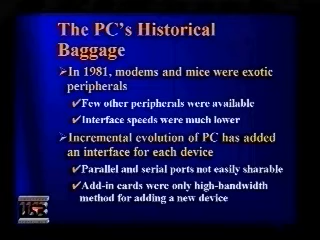 The PC's Historical
Baggage
In 1981, modems and mice were exotic
peripherals
Few other peripherals were available
Interface speeds were much lower
Incremental evolution of PC has added
an interface for each device
Parallel and serial ports not easily sharable
Add-in cards were only high-bandwidth
method for adding a new device